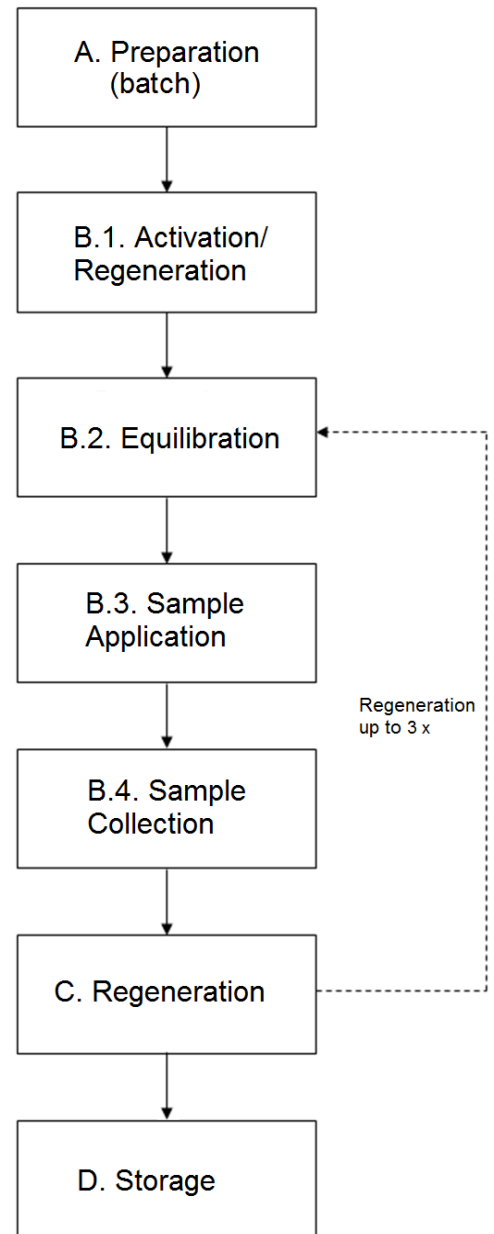 A. Preparation
(batch)
B.1. Activation/
Regeneration
B.2. Equilibration
B.3. Sample
Application
Regeneration
up to 3 x
B.4. Sample
Collection
C. Regeneration
D. Storage